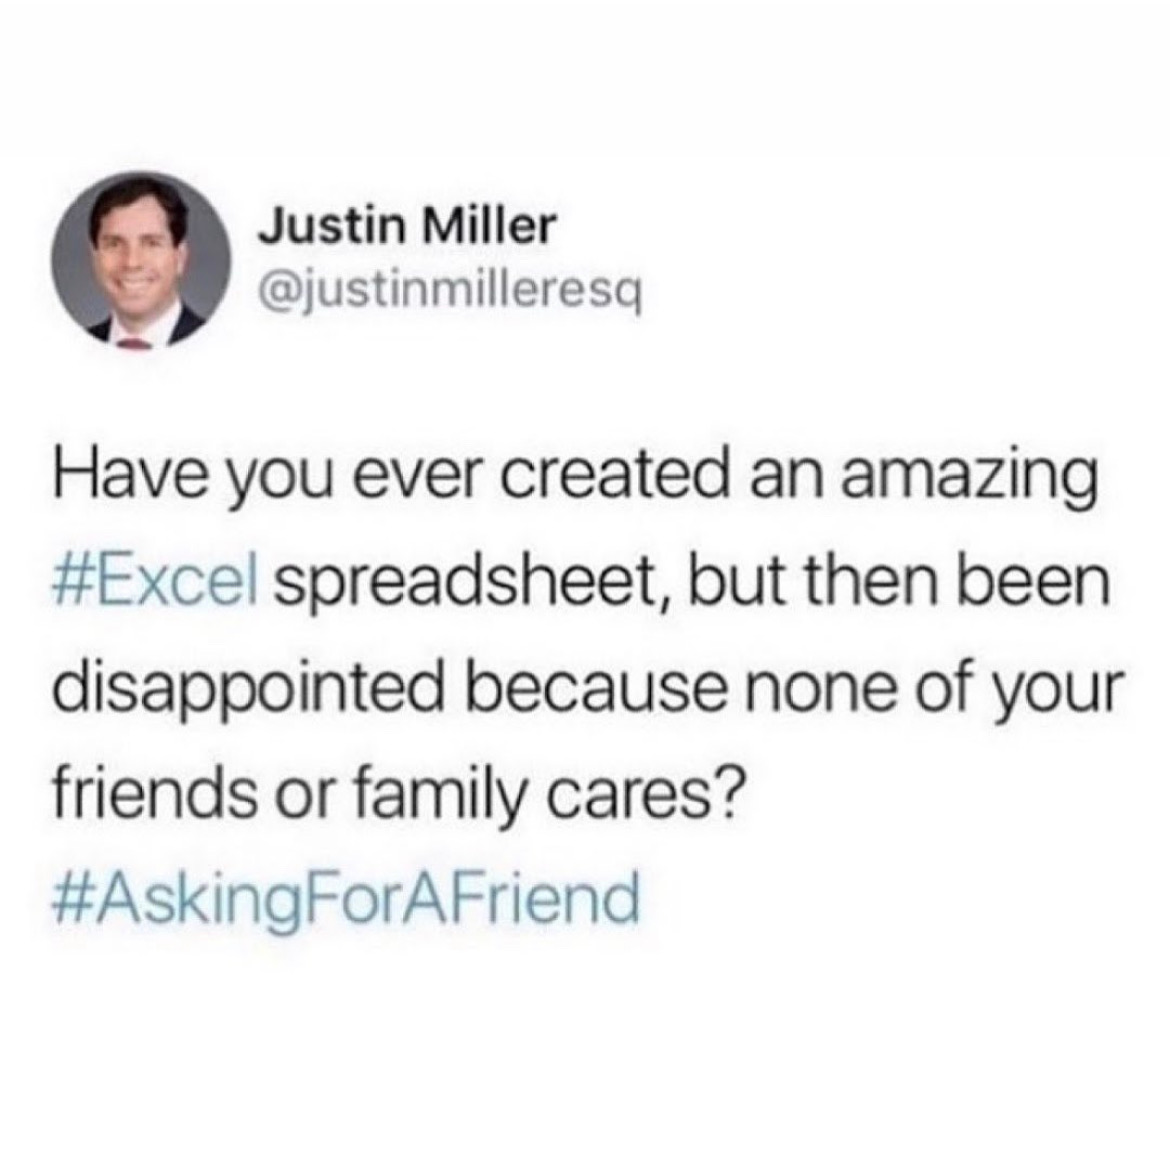 Justin Miller
@justinmilleresq
Have you ever created an amazing
#Excel spreadsheet, but then been
disappointed because none of your
friends or family cares?
#AskingForAFriend